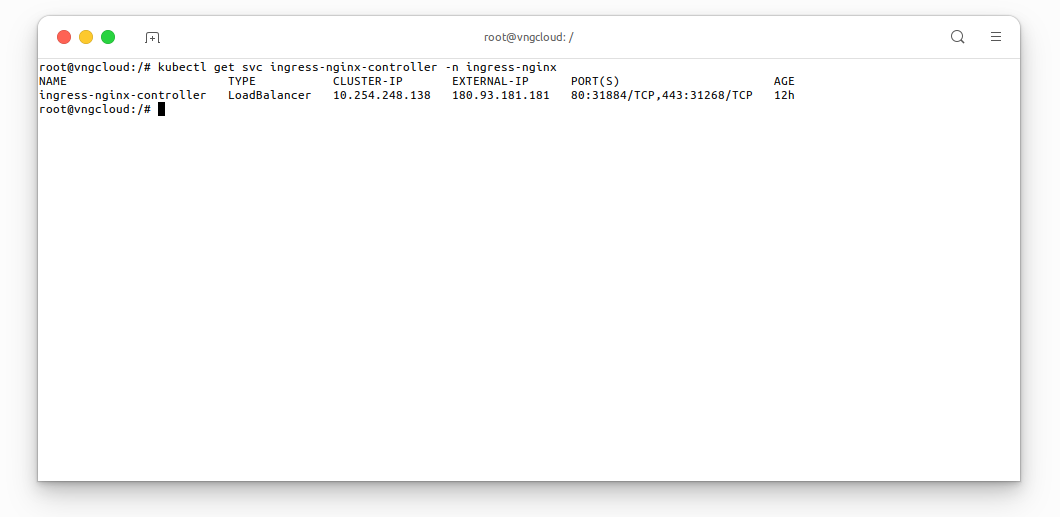 root@vngcloud: /
root@vngcloud:/# kubectl get svc ingress-nginx-controller -n ingress-nginx
NAME                       TYPE           CLUSTER-IP       EXTERNAL-IP      PORT(S)                      AGE
ingress-nginx-controller   LoadBalancer   10.254.248.138   180.93.181.181   80:31884/TCP,443:31268/TCP   12h
root@vngcloud:/#